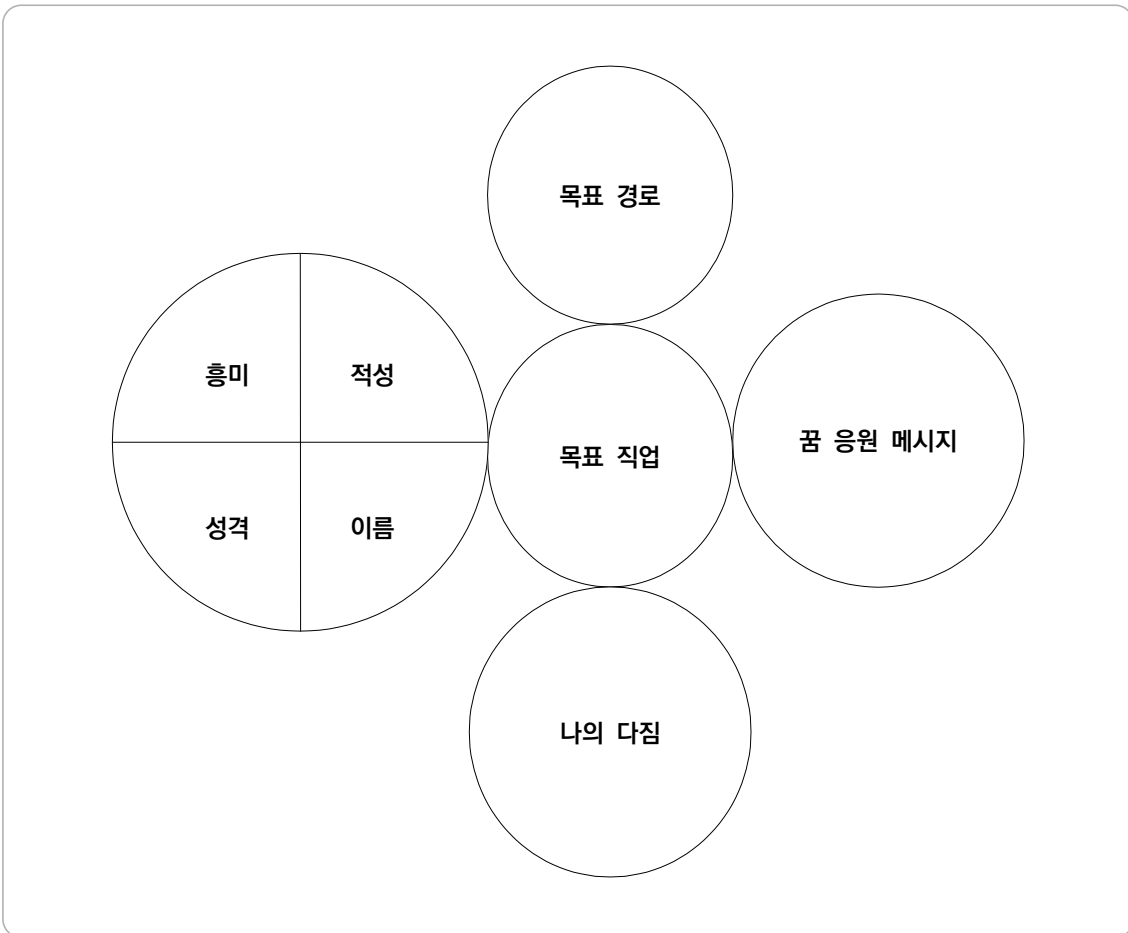 목표 경로
흥미
적성
목표 직업
꿈 응원 메시지
성격
이름
나의 다짐